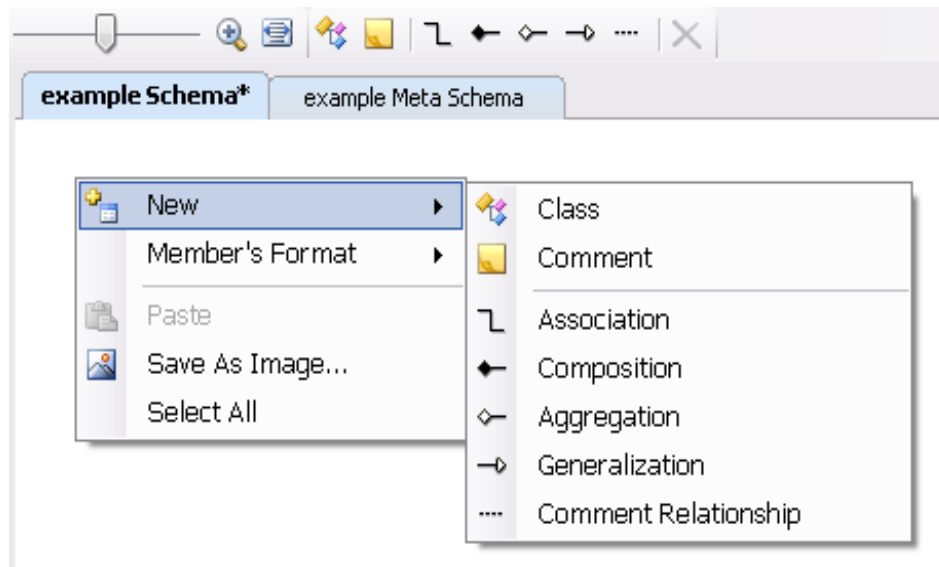 example Schema*
example Meta Schema
New
Member's Format
Paste
Save As Image...
Select All
Class
Comment
Association
Composition
Aggregation
Generalization
Comment Relationship